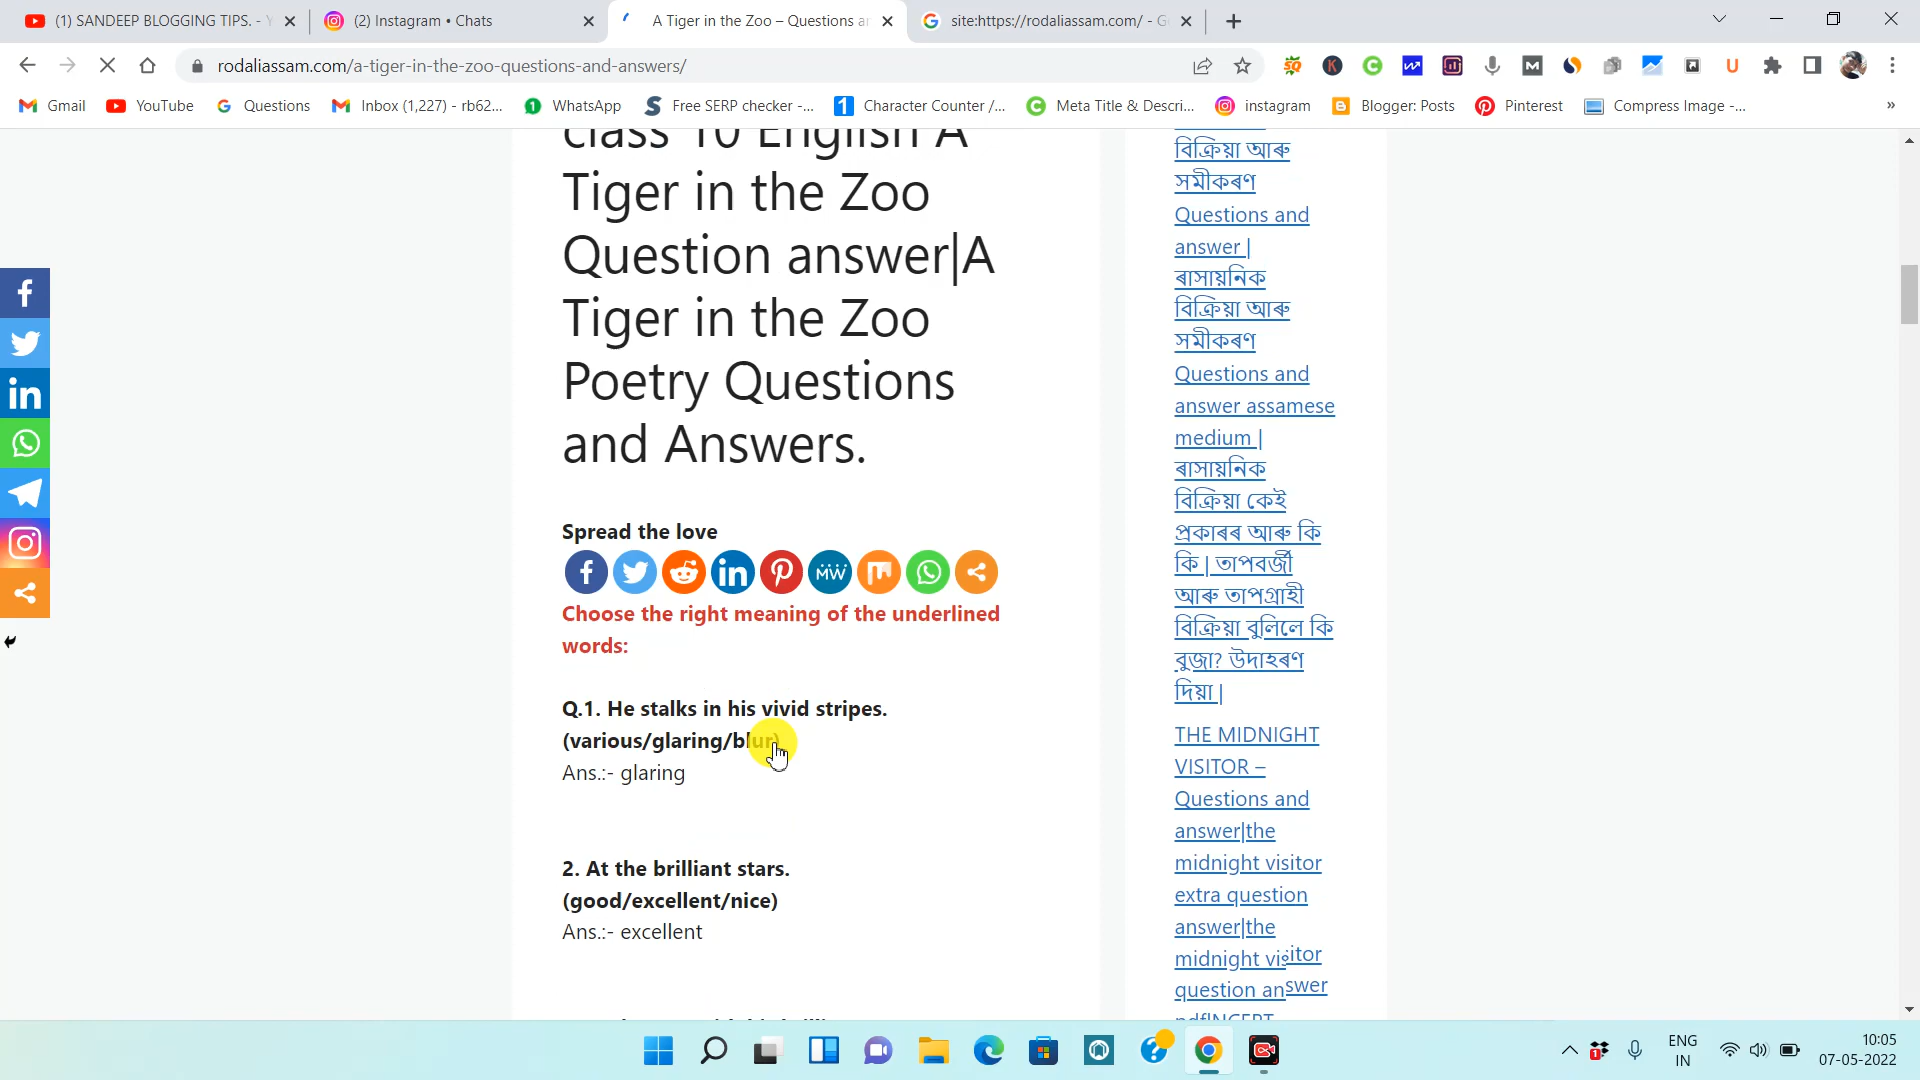 (1) SANDEEP BLOGGING TIPS. -
(2) Instagram • Chats
A Tiger in the Zoo – Questions
site:https://rodaliassam.com/ -
rodaliassam.com/a-tiger-in-the-zoo-questions-and-answers/
Gmail
YouTube
Questions
Inbox (1,227) - rb62...
WhatsApp
Free SERP checker -...
Character Counter /...
Meta Title & Descri...
instagram
Blogger: Posts
Pinterest
Compress Image -...
»
class 10 English A
Tiger in the Zoo
Question answer|A
Tiger in the Zoo
Poetry Questions
and Answers.
Spread the love
Choose the right meaning of the underlined
words:
Q.1. He stalks in his vivid stripes.
(various/glaring/blur)
Ans.:- glaring
2. At the brilliant stars.
(good/excellent/nice)
Ans.:- excellent
বিক্ৰিয়া আৰু
সমীকৰণ
Questions and
answer |
ৰাসায়নিক
বিক্ৰিয়া আৰু
সমীকৰণ
Questions and
answer assamese
medium |
ৰাসায়নিক
বিক্ৰিয়া কেই
প্ৰকাৰৰ আৰু কি
কি | তাপবৰ্জী
আৰু তাপগ্ৰাহী
বিক্ৰিয়া বুলিলে কি
বুজা? উদাহৰণ
দিয়া |
THE MIDNIGHT
VISITOR –
Questions and
answer|the
midnight visitor
extra question
answer|the
midnight visitor
question answer
pdf|NCERT
ENG
IN
10:05
07-05-2022